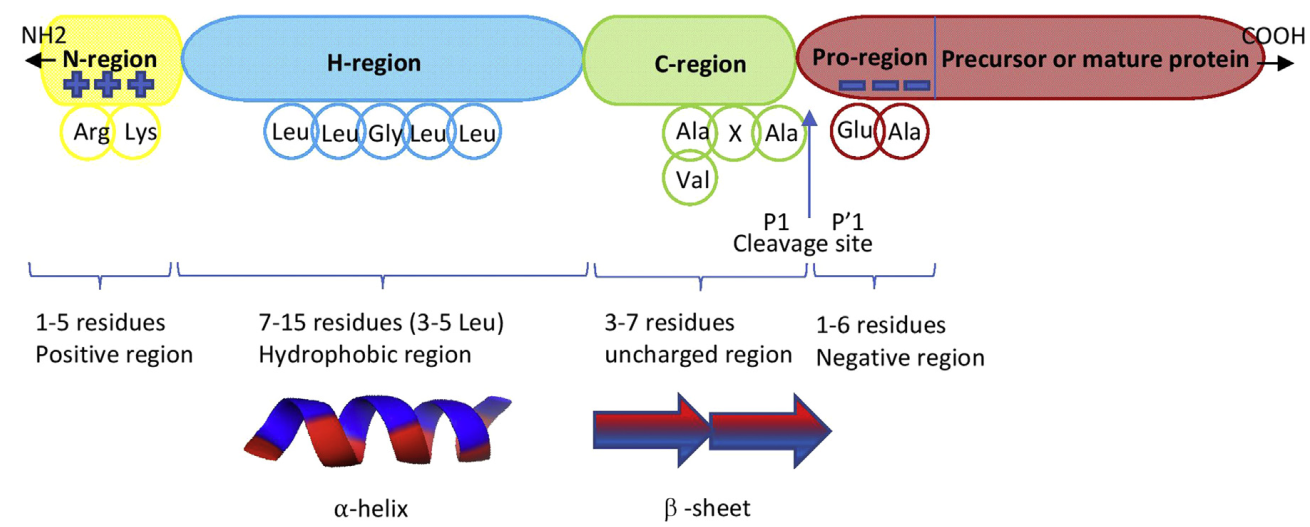 NH2
COOH
N-region
H-region
C-region
Pro-region
Precursor or mature protein
Arg Lys
Leu Leu Gly Leu Leu
Ala X Ala
Val
Glu Ala
P1 P'1
Cleavage site
1-5 residues
Positive region
7-15 residues (3-5 Leu)
Hydrophobic region
3-7 residues
uncharged region
1-6 residues
Negative region
α-helix
β -sheet